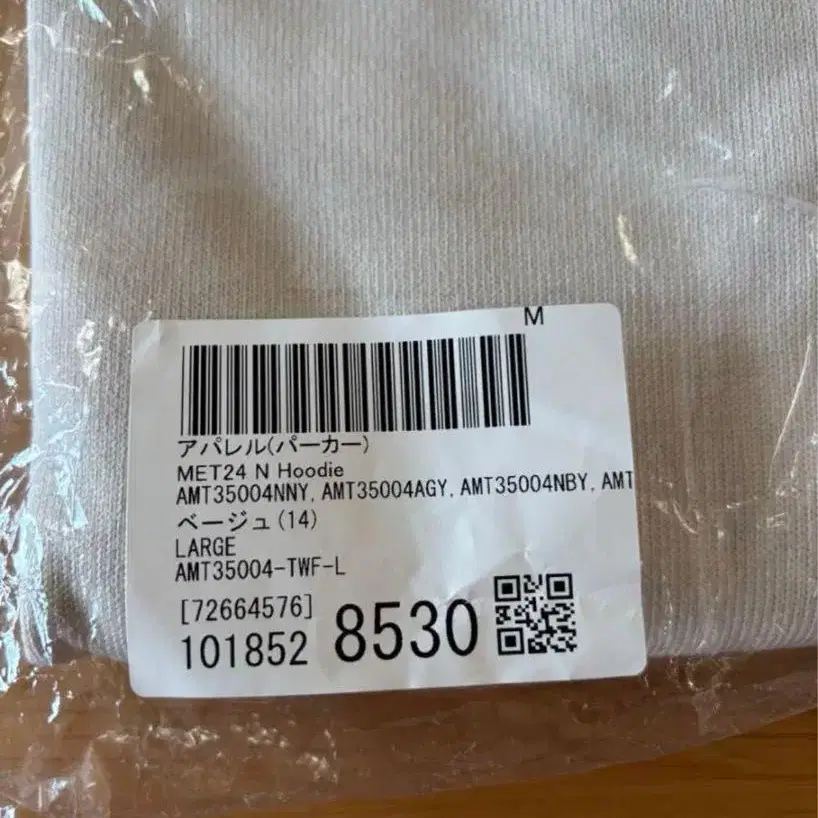 M
アパレル(パーカー)
MET24 N Hoodie
AMT35004NNY, AMT35004AGY, AMT35004NBY, AMT
ベージュ(14)
LARGE
AMT35004-TWF-L
[72664576]
101852 8530